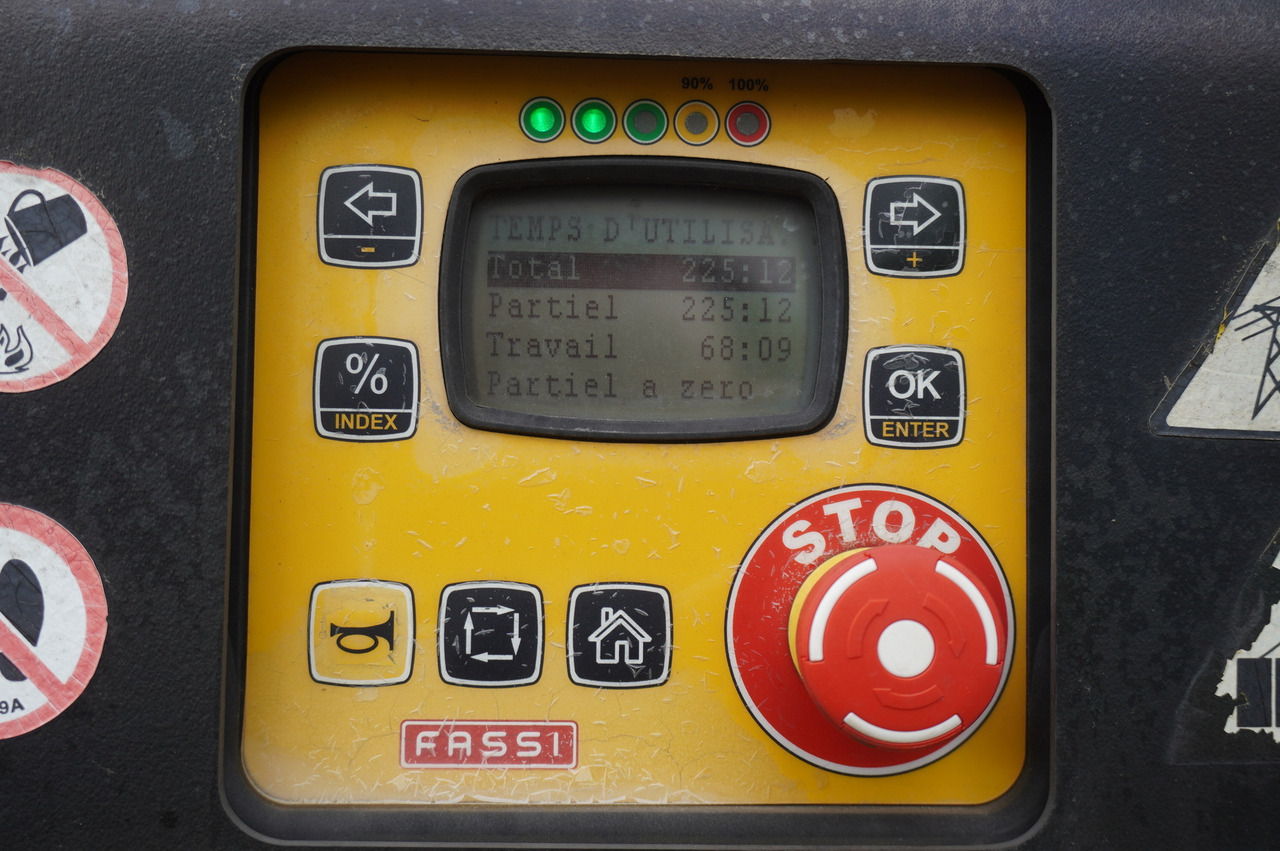 90% 100%
TEMPS D'UTILISA.
Total 225:12
Partiel 225:12
Travail 68:09
Partiel a zero
-
+
%
INDEX
OK
ENTER
STOP
FASSI
9A